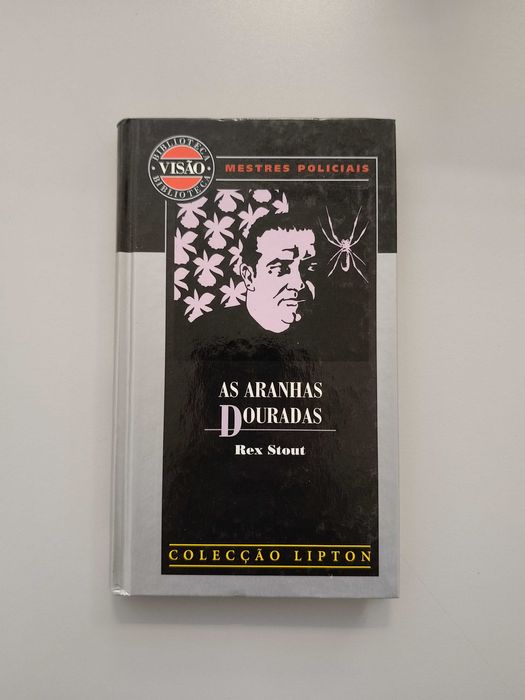 BIBLIOTECA
VISÃO
BIBLIOTECA
MESTRES POLICIAIS
AS ARANHAS
DOURADAS
Rex Stout
COLECÇÃO LIPTON